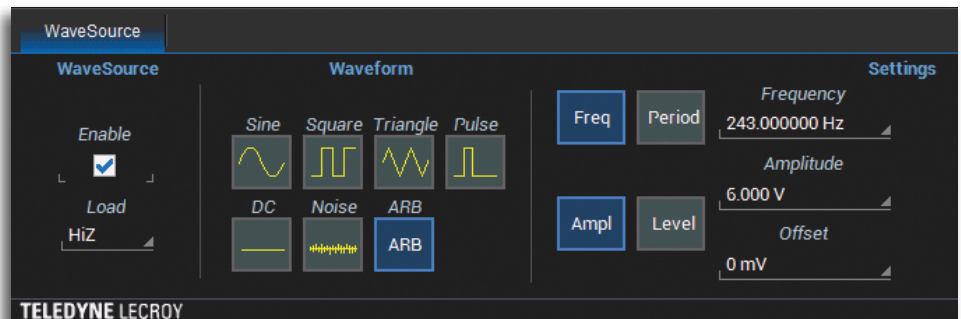 WaveSource
WaveSource
Waveform
Settings
Enable
Load
HiZ
Sine Square Triangle Pulse
DC Noise ARB
ARB
Freq Period
Frequency
243.000000 Hz
Amplitude
6.000 V
Ampl Level
Offset
0 mV
TELEDYNE LECROY